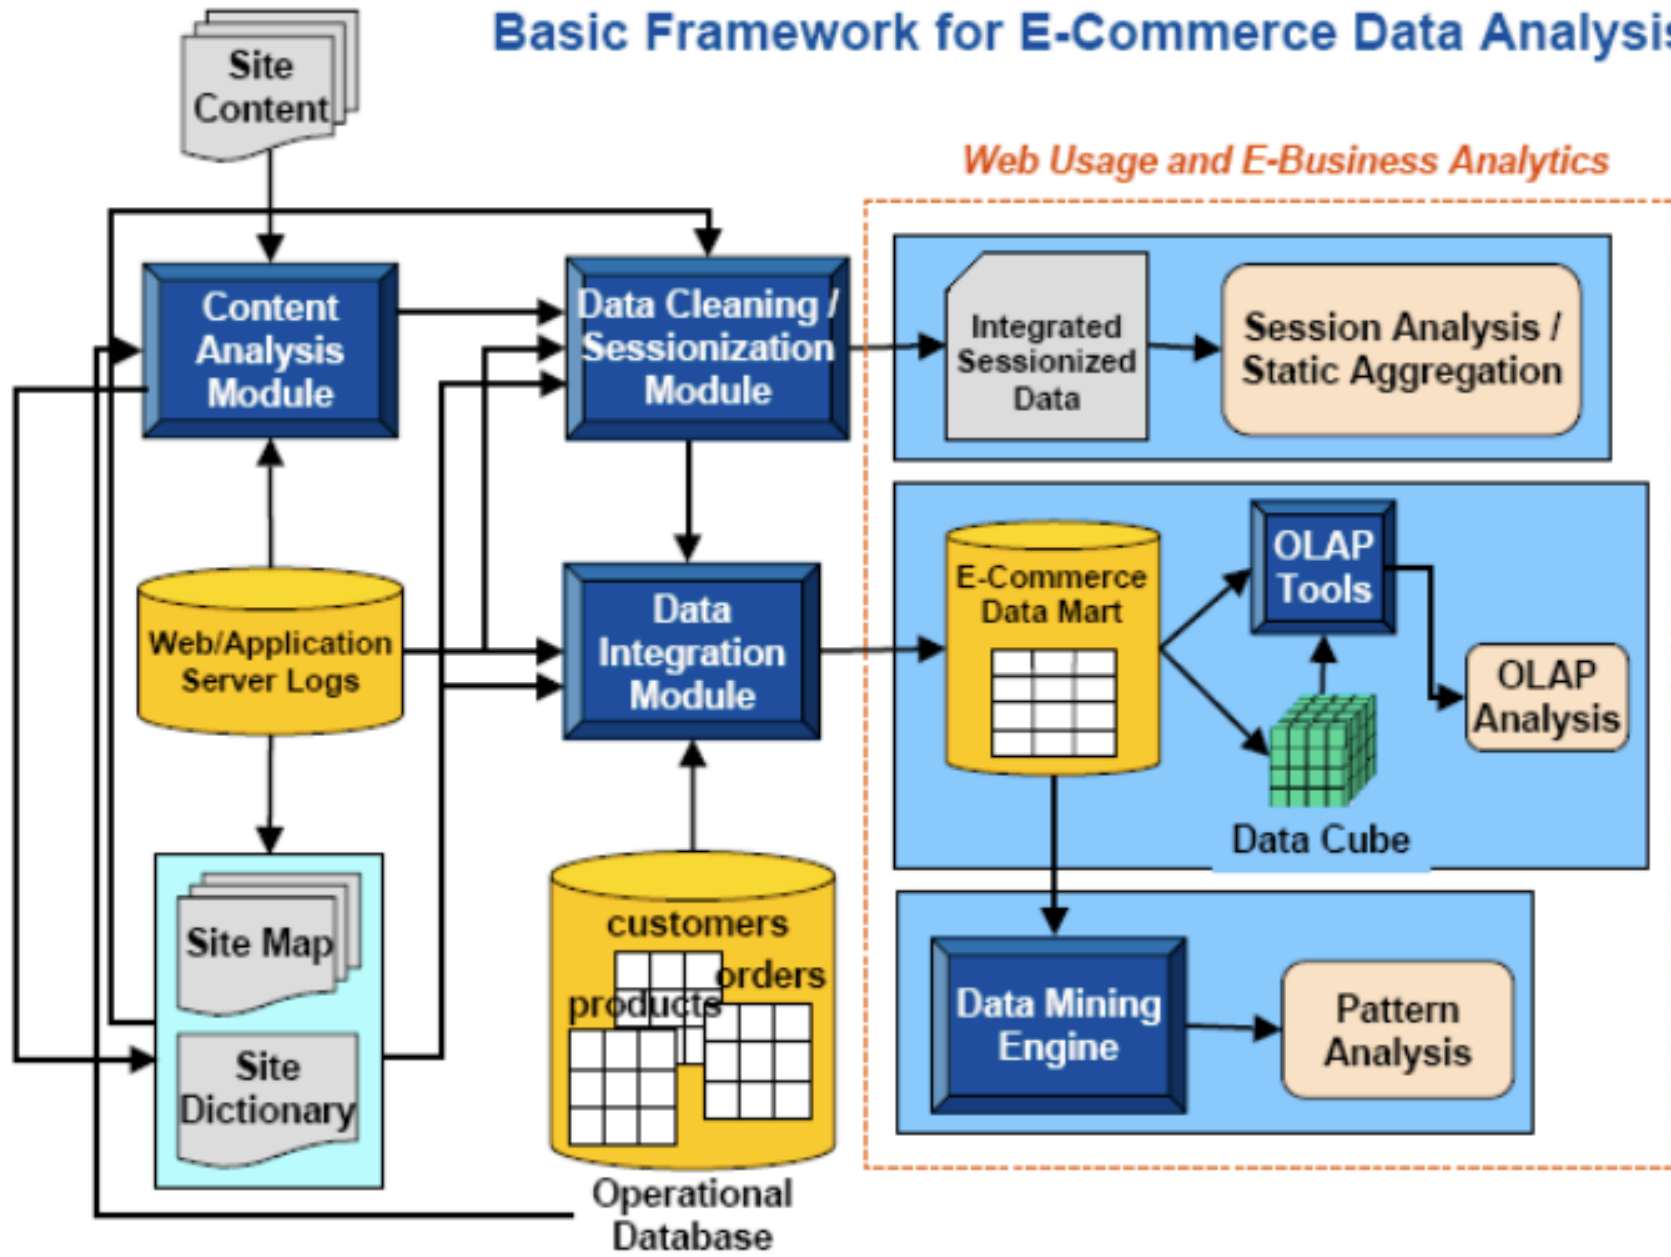 Basic Framework for E-Commerce Data Analysis
Site
Content
Web Usage and E-Business Analytics
Content
Analysis
Module
Data Cleaning /
Sessionization
Module
Integrated
Sessionized
Data
Session Analysis /
Static Aggregation
Web/Application
Server Logs
Data
Integration
Module
E-Commerce
Data Mart
OLAP
Tools
OLAP
Analysis
Data Cube
Site Map
Site
Dictionary
customers
orders
products
Operational
Database
Data Mining
Engine
Pattern
Analysis